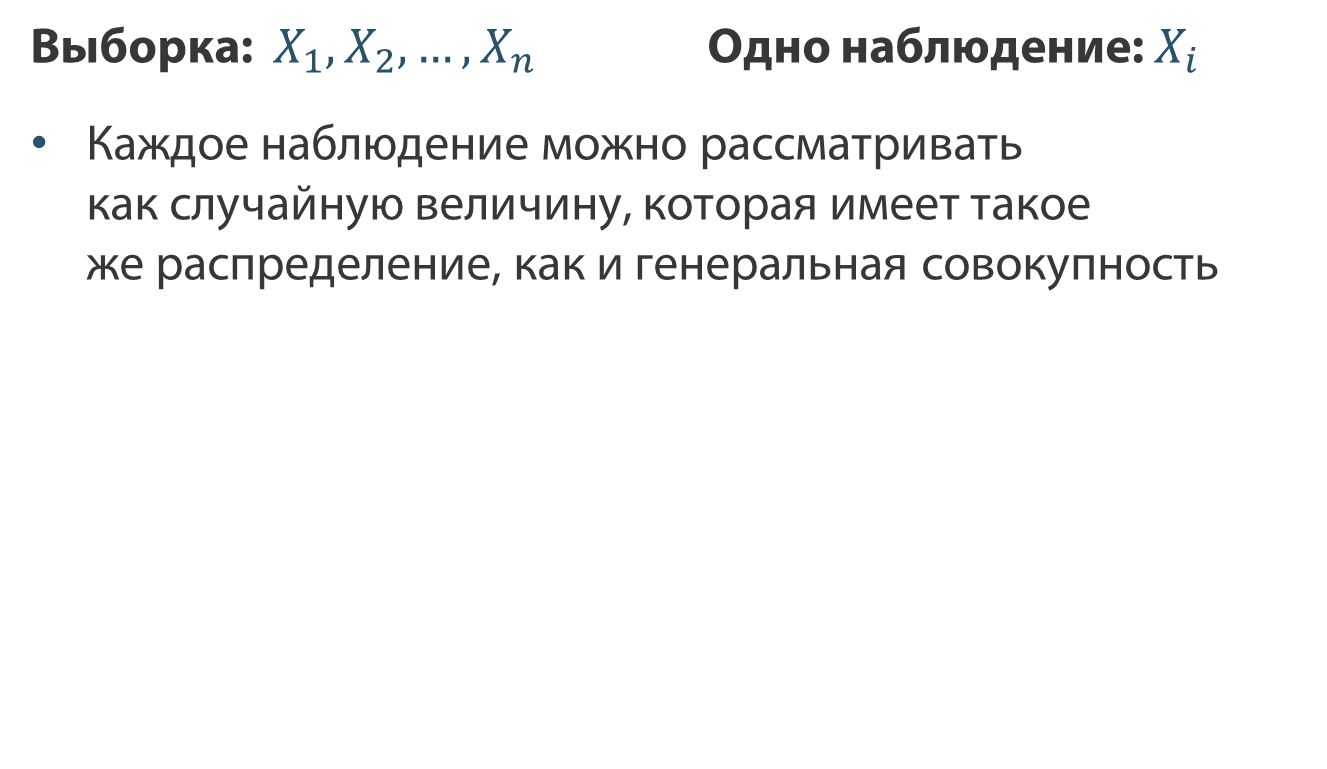 Выборка: X₁, X₂, … , Xₙ Одно наблюдение: Xᵢ
• Каждое наблюдение можно рассматривать
как случайную величину, которая имеет такое
же распределение, как и генеральная совокупность